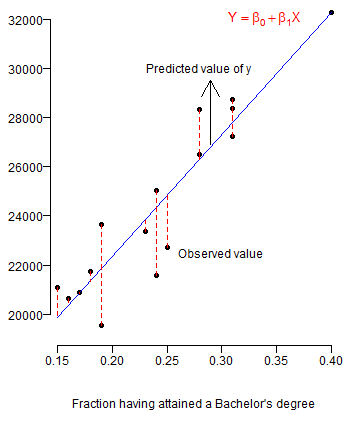 Y = β₀ + β₁X
32000
Predicted value of y
30000
28000
26000
24000
Observed value
22000
20000
0.15 0.20 0.25 0.30 0.35 0.40
Fraction having attained a Bachelor's degree